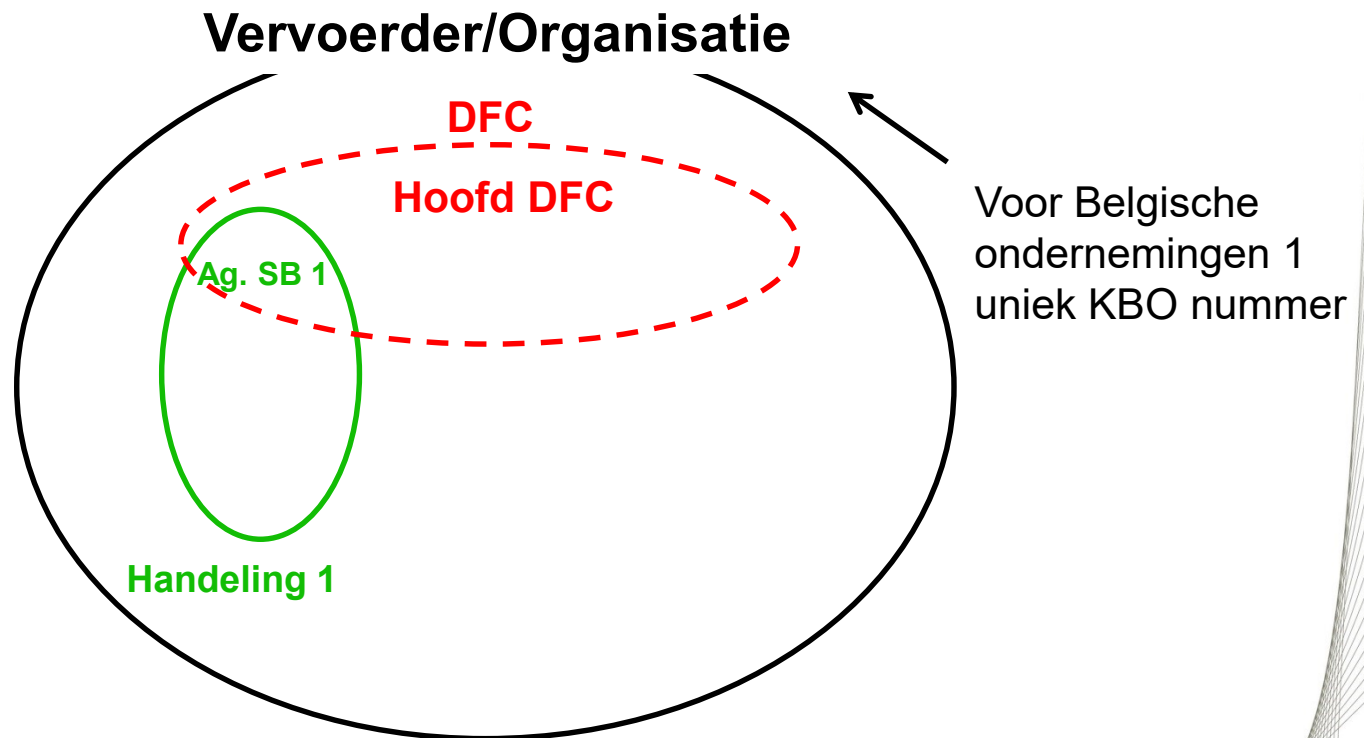 Vervoerder/Organisatie
DFC
Hoofd DFC
Ag. SB 1
Handeling 1
Voor Belgische
ondernemingen 1
uniek KBO nummer